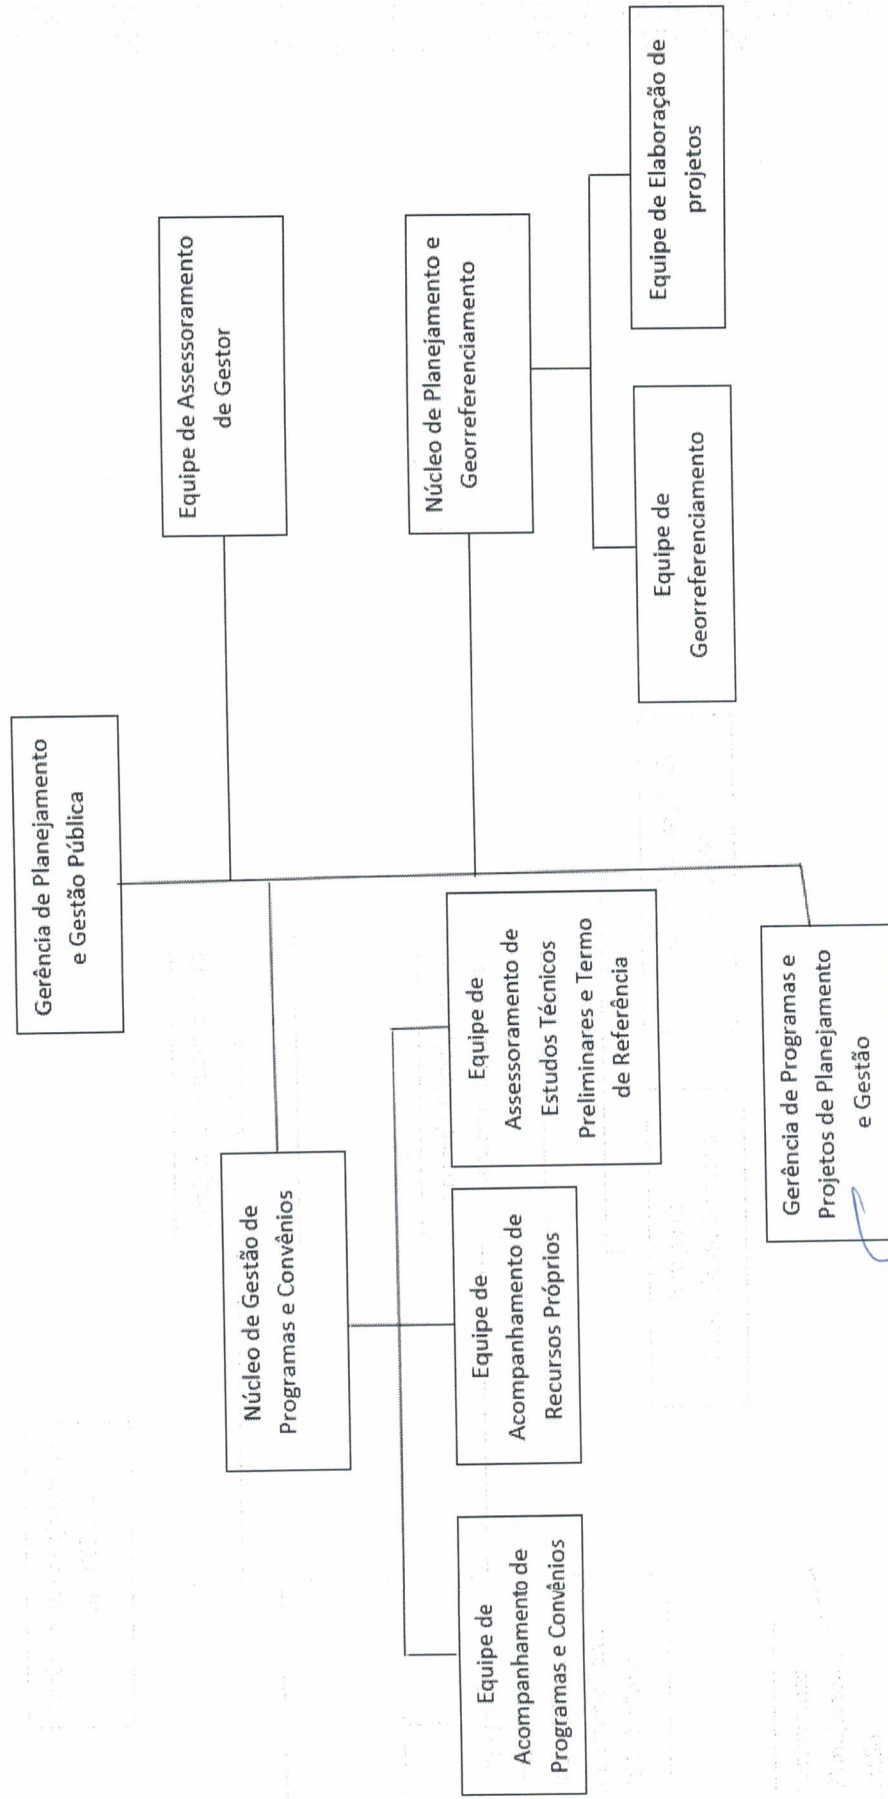 Gerência de Planejamento
e Gestão Pública
Equipe de Assessoramento
de Gestor
Núcleo de Gestão de
Programas e Convênios
Núcleo de Planejamento e
Georreferenciamento
Equipe de
Acompanhamento de
Programas e Convênios
Equipe de
Acompanhamento de
Recursos Próprios
Equipe de
Assessoramento de
Estudos Técnicos
Preliminares e Termo
de Referência
Equipe de
Georreferenciamento
Equipe de Elaboração de
projetos
Gerência de Programas e
Projetos de Planejamento
e Gestão